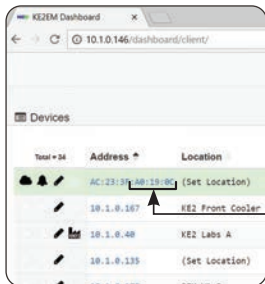 KE2EM Dashboard
10.1.0.146/dashboard/client/
Devices
Total = 34 Address Location
AC:23:3F:A0:19:0C (Set Location)
10.1.0.167 KE2 Front Cooler
10.1.0.40 KE2 Labs A
10.1.0.135 (Set Location)